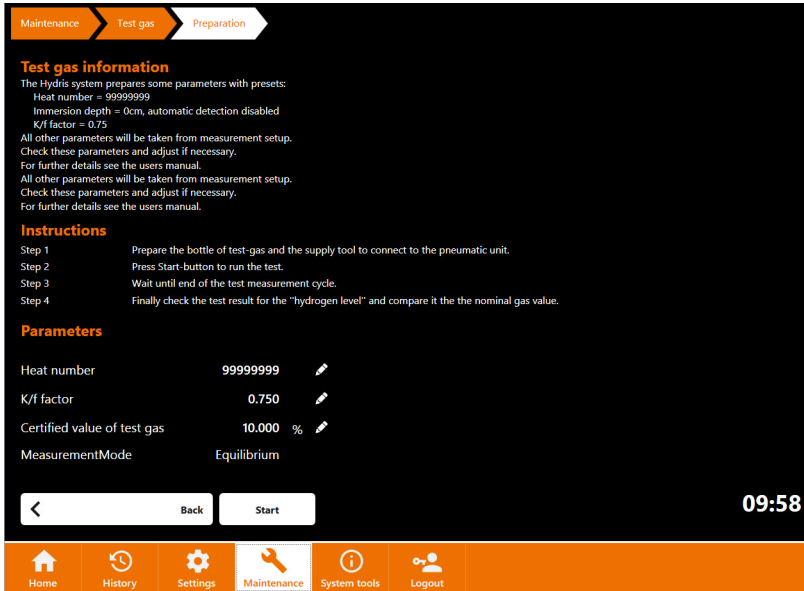 Maintenance Test gas Preparation
Test gas information
The Hydris system prepares some parameters with presets:
Heat number = 99999999
Immersion depth = 0cm, automatic detection disabled
K/f factor = 0.75
All other parameters will be taken from measurement setup.
Check these parameters and adjust if necessary.
For further details see the users manual.
All other parameters will be taken from measurement setup.
Check these parameters and adjust if necessary.
For further details see the users manual.
Instructions
Step 1 Prepare the bottle of test-gas and the supply tool to connect to the pneumatic unit.
Step 2 Press Start-button to run the test.
Step 3 Wait until end of the test measurement cycle.
Step 4 Finally check the test result for the "hydrogen level" and compare it the the nominal gas value.
Parameters
Heat number 99999999
K/f factor 0.750
Certified value of test gas 10.000 %
MeasurementMode Equilibrium
Back Start 09:58
Home History Settings Maintenance System tools Logout